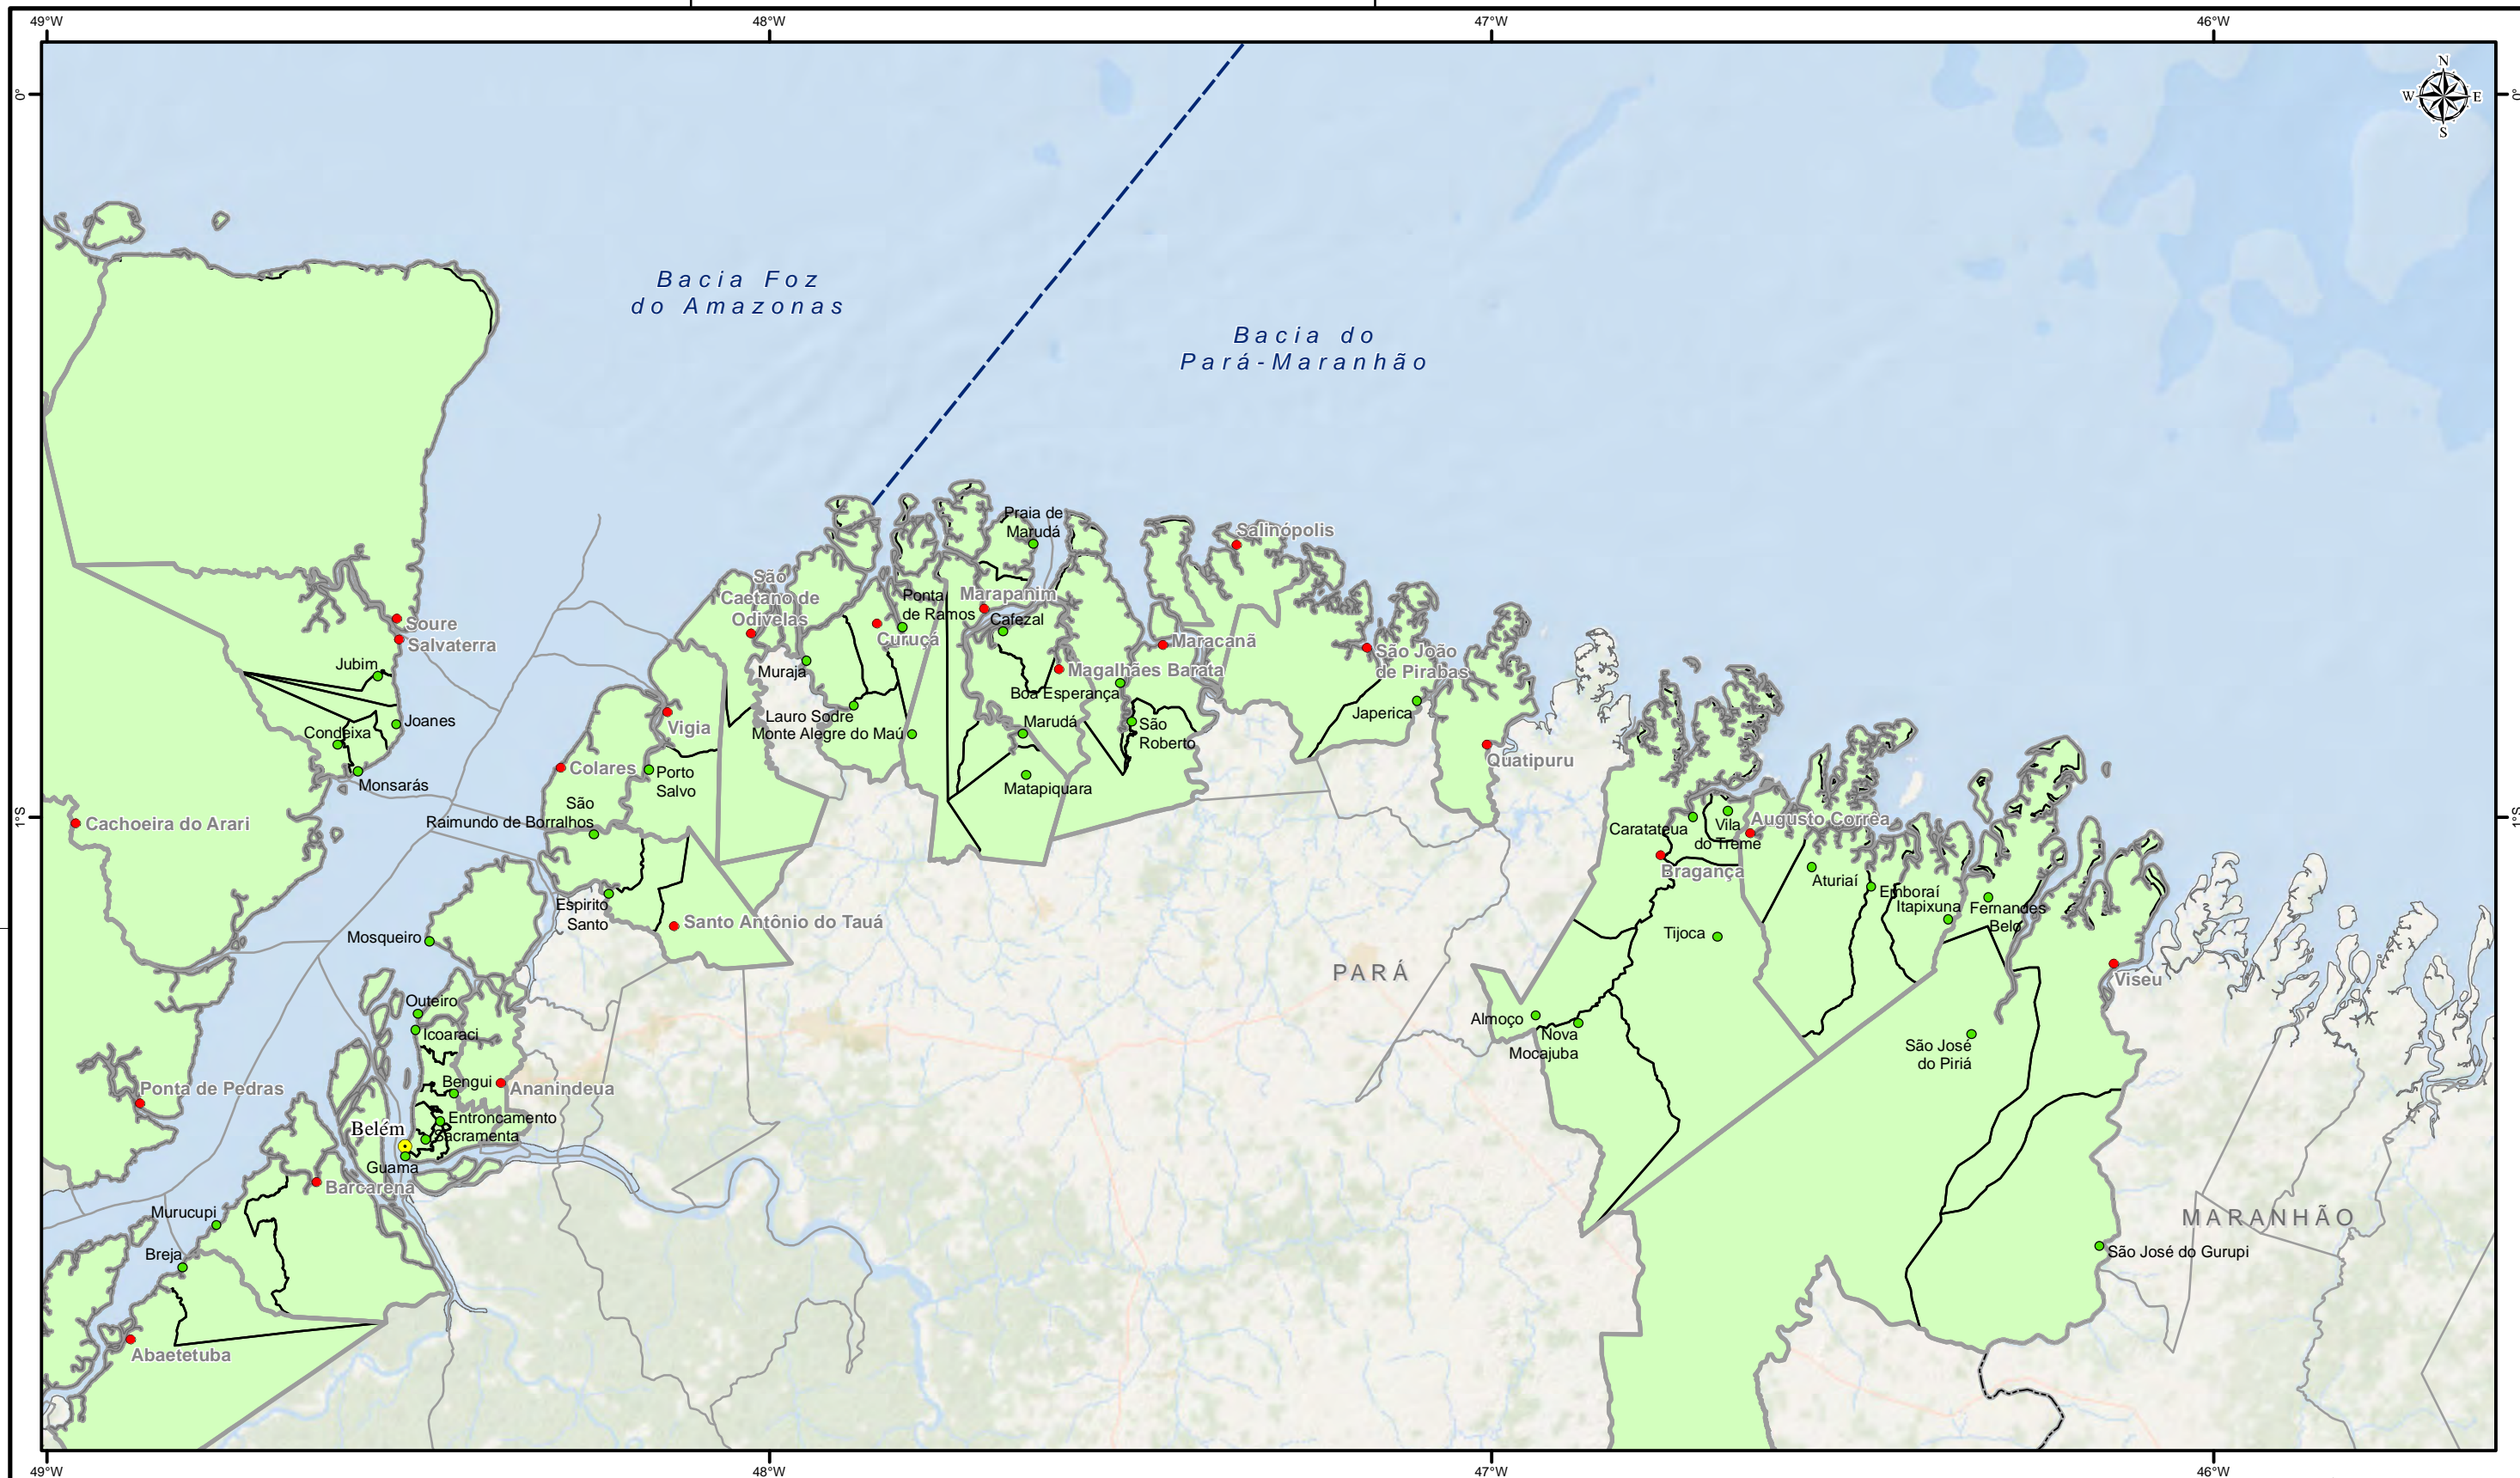 49°W
48°W
47°W
46°W
0°
0°
N
W
E
S
Bacia Foz
do Amazonas
Bacia do
Pará-Maranhão
Praia de
Marudá
Salinópolis
São
Caetano de
Odivelas
Ponta
de Ramos
Marapanim
Cafezal
Curuçá
Soure
Salvaterra
Jubim
Muraja
Maracanã
São João
de Pirabas
Magalhães Barata
Boa Esperança
Japerica
Joanes
Condeixa
Monsarás
Vigia
Lauro Sodre
Monte Alegre do Maú
Marudá
São
Roberto
Quatipuru
Colares
Porto
Salvo
Matapiquara
São
Raimundo de Borralhos
Cachoeira do Arari
1°S
1°S
Caratateua
Vila
do Treme
Augusto Corrêa
Bragança
Aturiaí
Emboraí
Itapixuna
Fernandes
Belo
Espirito
Santo
Santo Antônio do Tauá
Mosqueiro
Tijoca
PARÁ
Viseu
Outeiro
Icoaraci
Almoço
Nova
Mocajuba
São José
do Piriá
Bengui
Ananindeua
Ponta de Pedras
Entroncamento
Sacramenta
Belém
Guama
Barcarena
Murucupi
Breja
MARANHÃO
São José do Gurupi
Abaetetuba
49°W
48°W
47°W
46°W